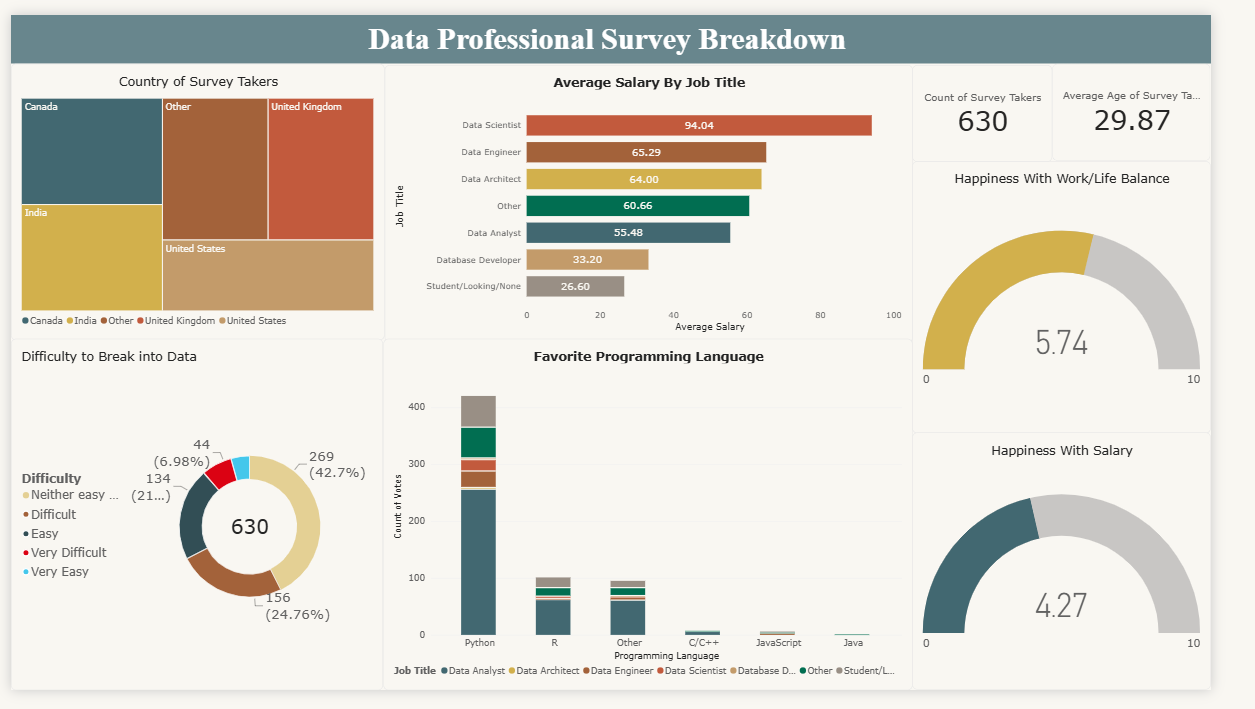 Data Professional Survey Breakdown
Country of Survey Takers
Canada
Other
United Kingdom
India
United States
Canada India Other United Kingdom United States
Average Salary By Job Title
Job Title
Data Scientist 94.04
Data Engineer 65.29
Data Architect 64.00
Other 60.66
Data Analyst 55.48
Database Developer 33.20
Student/Looking/None 26.60
0 20 40 60 80 100
Average Salary
Count of Survey Takers
630
Average Age of Survey Ta...
29.87
Happiness With Work/Life Balance
5.74
0 10
Difficulty to Break into Data
Difficulty
Neither easy ...
Difficult
Easy
Very Difficult
Very Easy
44
(6.98%)
134
(21...)
269
(42.7%)
630
156
(24.76%)
Favorite Programming Language
Count of Votes
400
300
200
100
0
Python R Other C/C++ JavaScript Java
Programming Language
Job Title Data Analyst Data Architect Data Engineer Data Scientist Database D... Other Student/L...
Happiness With Salary
4.27
0 10